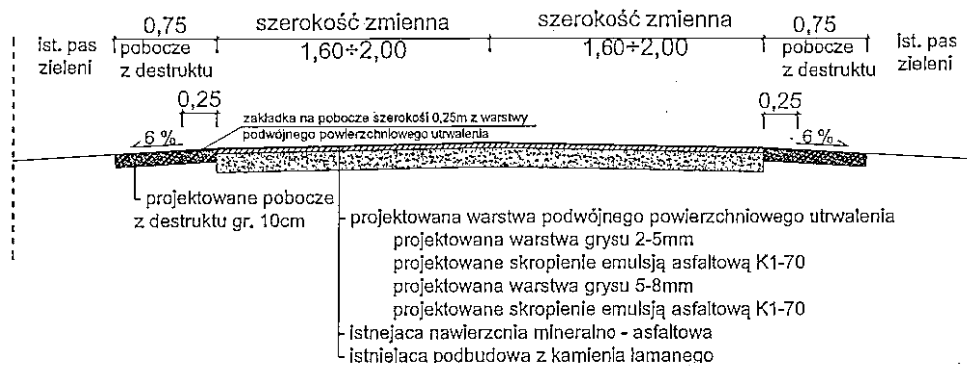 0,75 szerokość zmienna szerokość zmienna 0,75
ist. pas pobocze 1,60÷2,00 1,60÷2,00 pobocze ist. pas
zieleni z destruktu z destruktu zieleni
0,25 0,25
zakładka na pobocze szerokośi 0,25m z warstwy
podwójnego powierzchniowego utrwalenia
6 % 6 %
projektowane pobocze
z destruktu gr. 10cm
projektowana warstwa podwójnego powierzchniowego utrwalenia
projektowana warstwa grysu 2-5mm
projektowane skropienie emulsją asfaltową K1-70
projektowana warstwa grysu 5-8mm
projektowane skropienie emulsją asfaltową K1-70
istnejaca nawierzcnia mineralno - asfaltowa
istniejaca podbudowa z kamienia łamanego